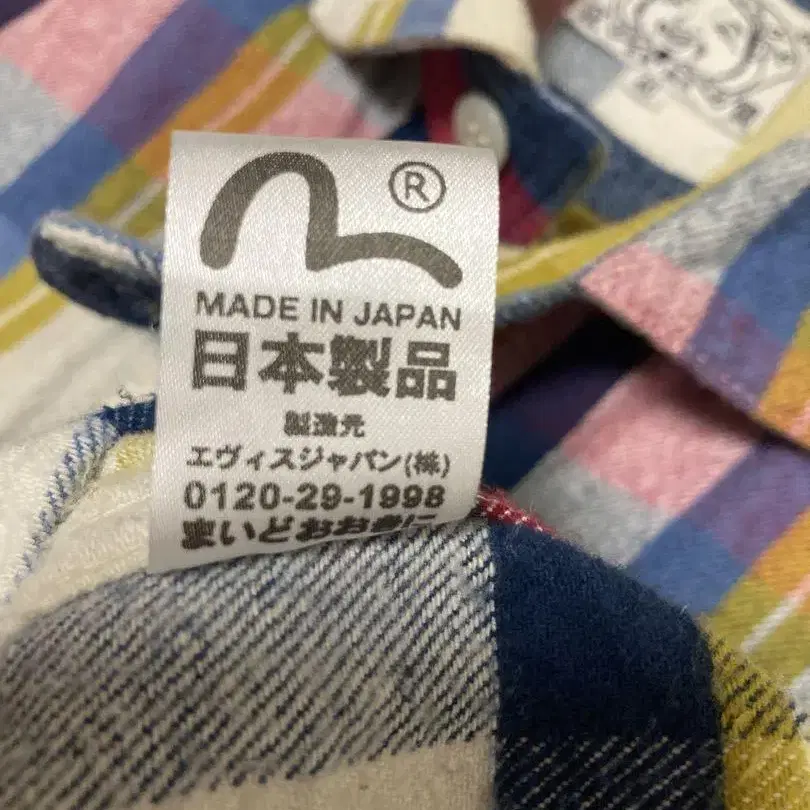 ®
MADE IN JAPAN
日本製品
製造元
エヴィスジャパン(株)
0120-29-1998
まいどおおきに